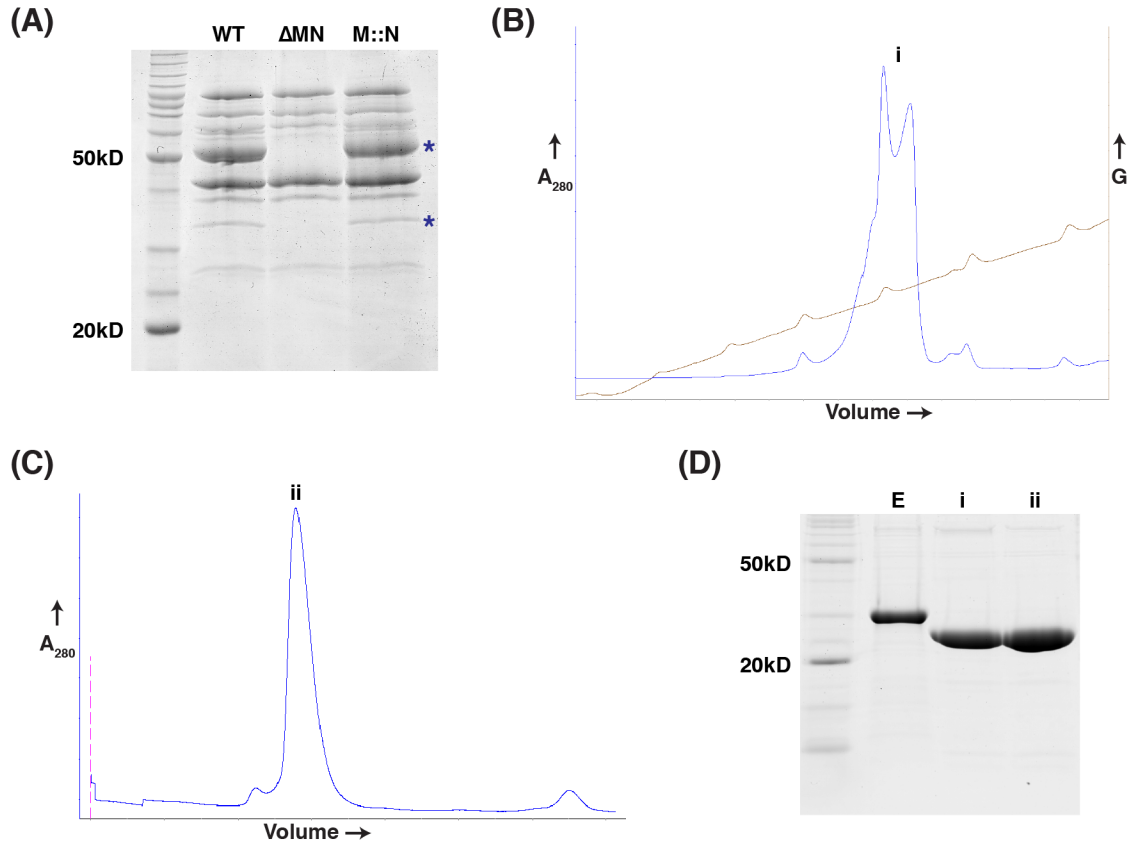 (A)
WT ΔMN M::N
50kD
*
*
20kD
(B)
i
A280
G
Volume →
(C)
ii
A280
Volume →
(D)
E i ii
50kD
20kD